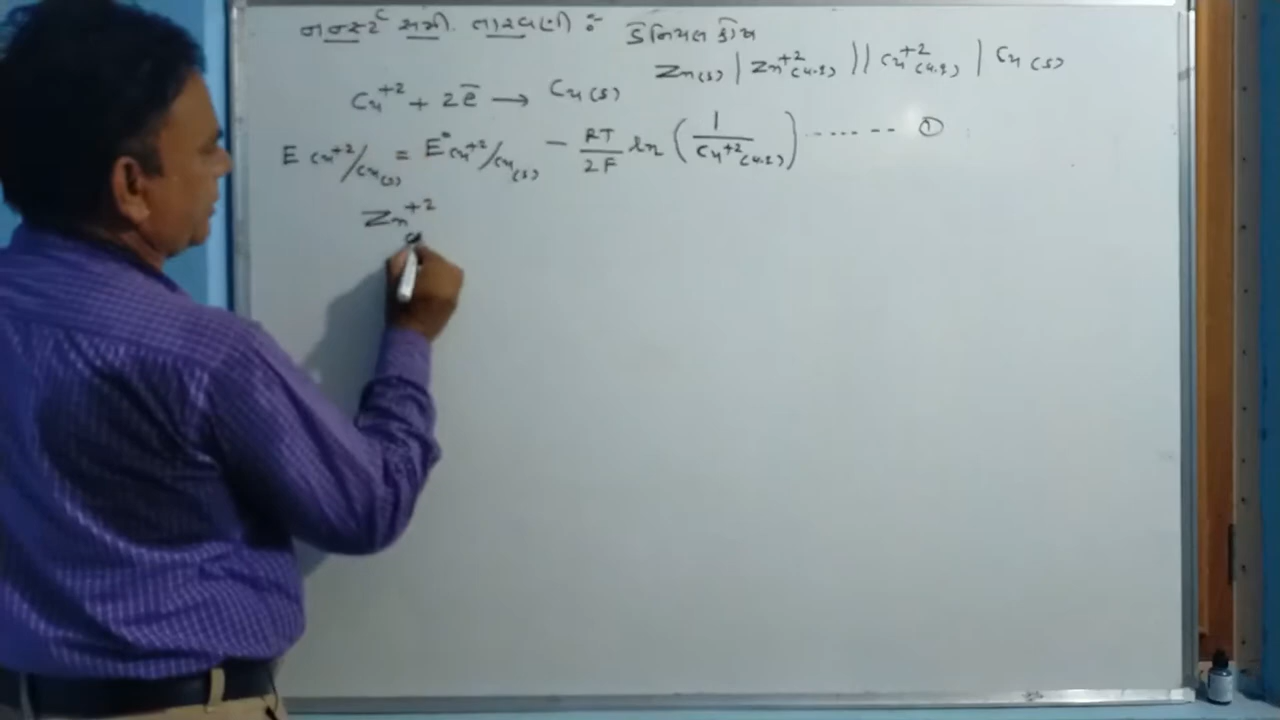 નર્ન્સ્ટ સમી. તારવણી :- ડેનિયલ કોષ
Zn(s) | Zn+2(aq) || Cu+2(aq) | Cu(s)
Cu+2 + 2e̅ → Cu(s)
E Cu+2/Cu(s) = E° Cu+2/Cu(s) - RT/2F ln (1/Cu+2(aq)) ------- ①
Zn+2